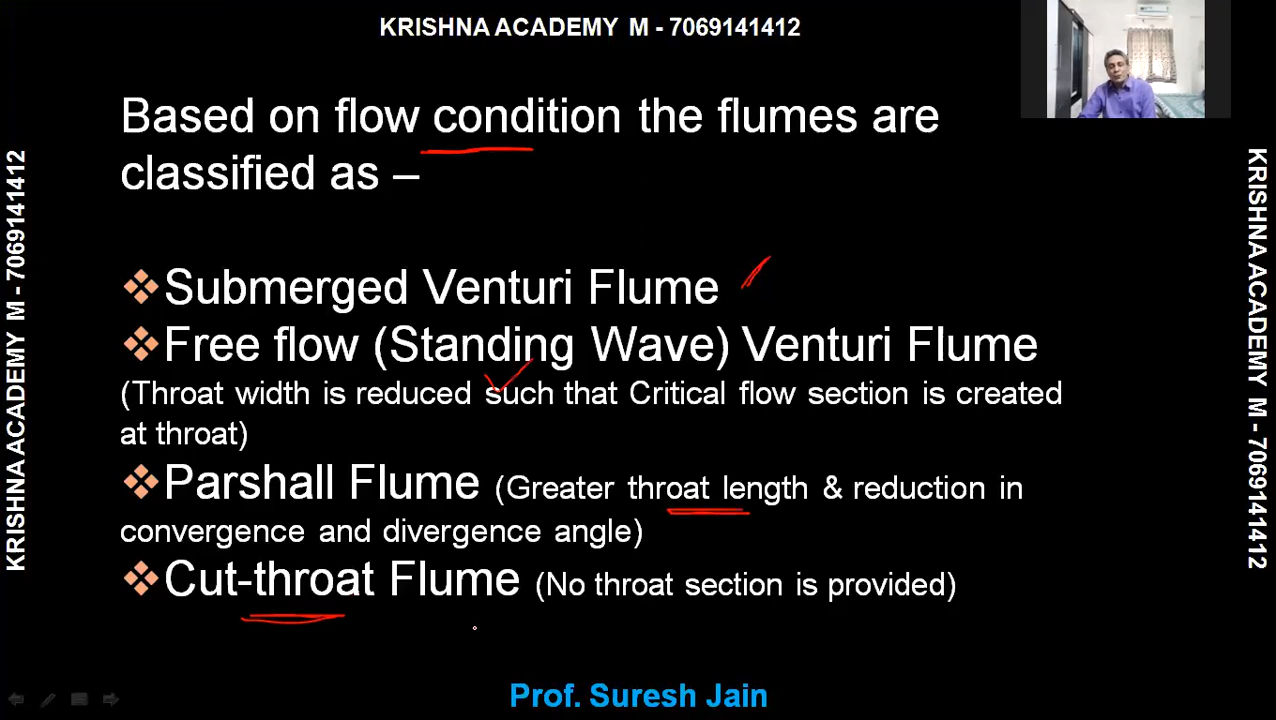 KRISHNA ACADEMY M - 7069141412
Based on flow condition the flumes are
classified as –
❖Submerged Venturi Flume
❖Free flow (Standing Wave) Venturi Flume
(Throat width is reduced such that Critical flow section is created
at throat)
❖Parshall Flume (Greater throat length & reduction in
convergence and divergence angle)
❖Cut-throat Flume (No throat section is provided)
Prof. Suresh Jain
KRISHNA ACADEMY M - 7069141412
KRISHNA ACADEMY M - 7069141412